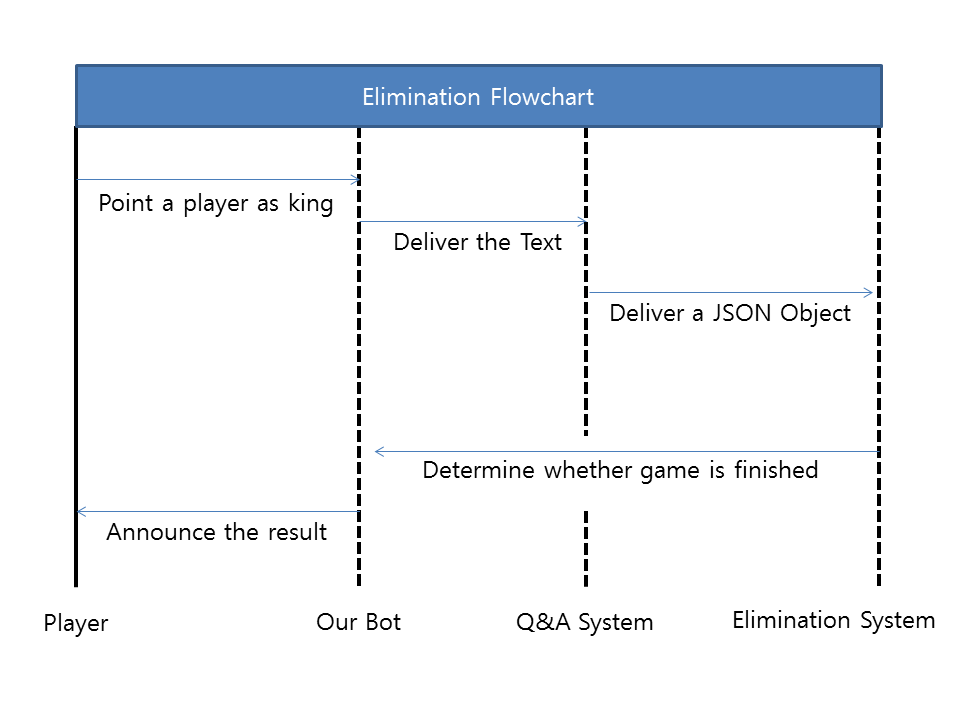 Elimination Flowchart
Point a player as king
Deliver the Text
Deliver a JSON Object
Determine whether game is finished
Announce the result
Player
Our Bot
Q&A System
Elimination System